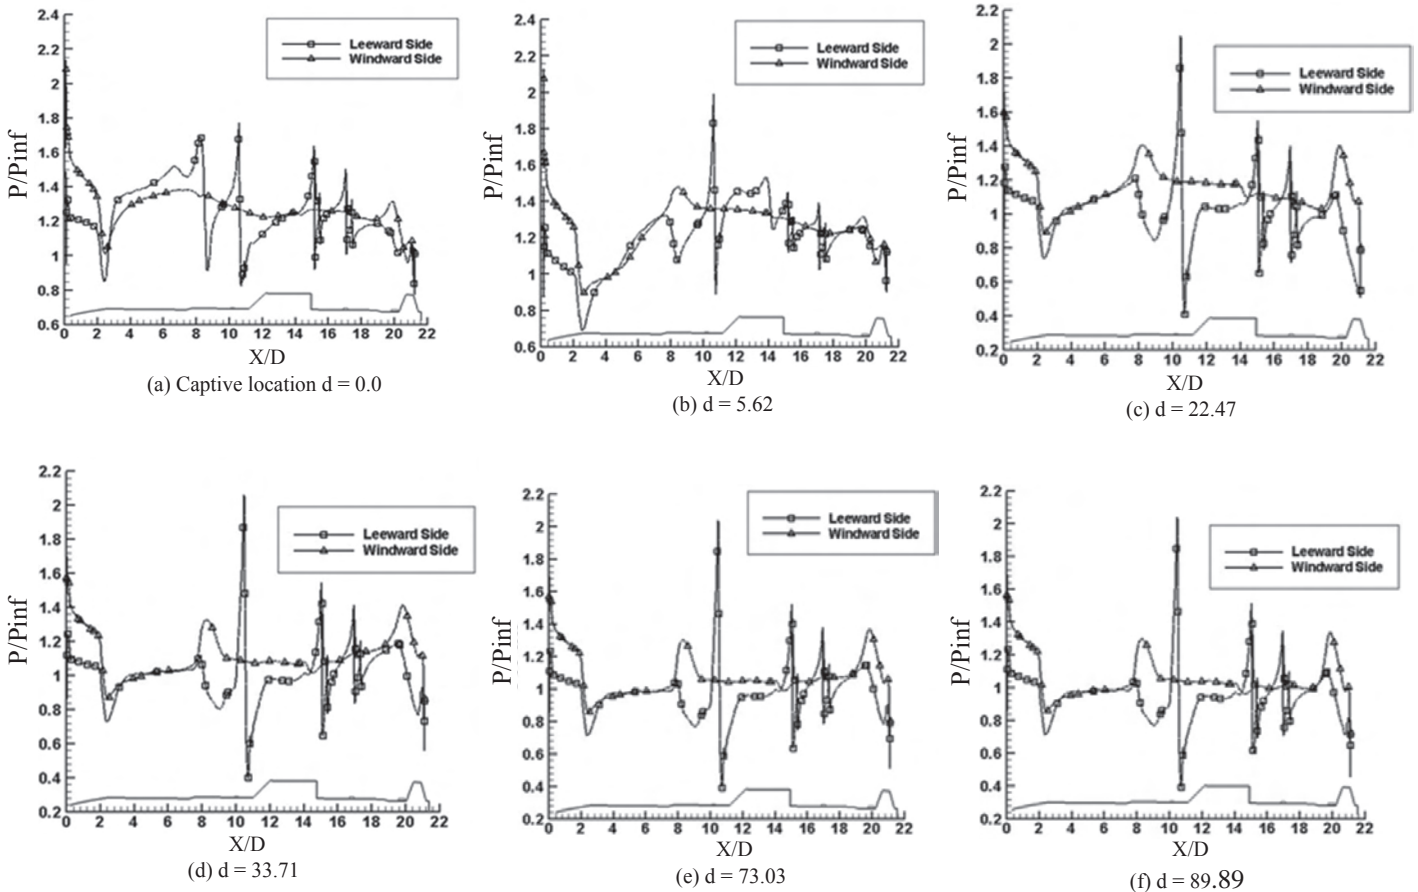 2.4
2.2
2
1.8
1.6
1.4
1.2
1
0.8
0.6
P/Pinf
Leeward Side
Windward Side
0 2 4 6 8 10 12 14 16 18 20 22
X/D
(a) Captive location d = 0.0
2.4
2.2
2
1.8
1.6
1.4
1.2
1
0.8
0.6
P/Pinf
Leeward Side
Windward Side
0 2 4 6 8 10 12 14 16 18 20 22
X/D
(b) d = 5.62
2.2
2
1.8
1.6
1.4
1.2
1
0.8
0.6
0.4
0.2
P/Pinf
Leeward Side
Windward Side
0 2 4 6 8 10 12 14 16 18 20 22
X/D
(c) d = 22.47
2.2
2
1.8
1.6
1.4
1.2
1
0.8
0.6
0.4
0.2
P/Pinf
Leeward Side
Windward Side
0 2 4 6 8 10 12 14 16 18 20 22
X/D
(d) d = 33.71
2.2
2
1.8
1.6
1.4
1.2
1
0.8
0.6
0.4
0.2
P/Pinf
Leeward Side
Windward Side
0 2 4 6 8 10 12 14 16 18 20 22
X/D
(e) d = 73.03
2.2
2
1.8
1.6
1.4
1.2
1
0.8
0.6
0.4
0.2
P/Pinf
Leeward Side
Windward Side
0 2 4 6 8 10 12 14 16 18 20 22
X/D
(f) d = 89.89